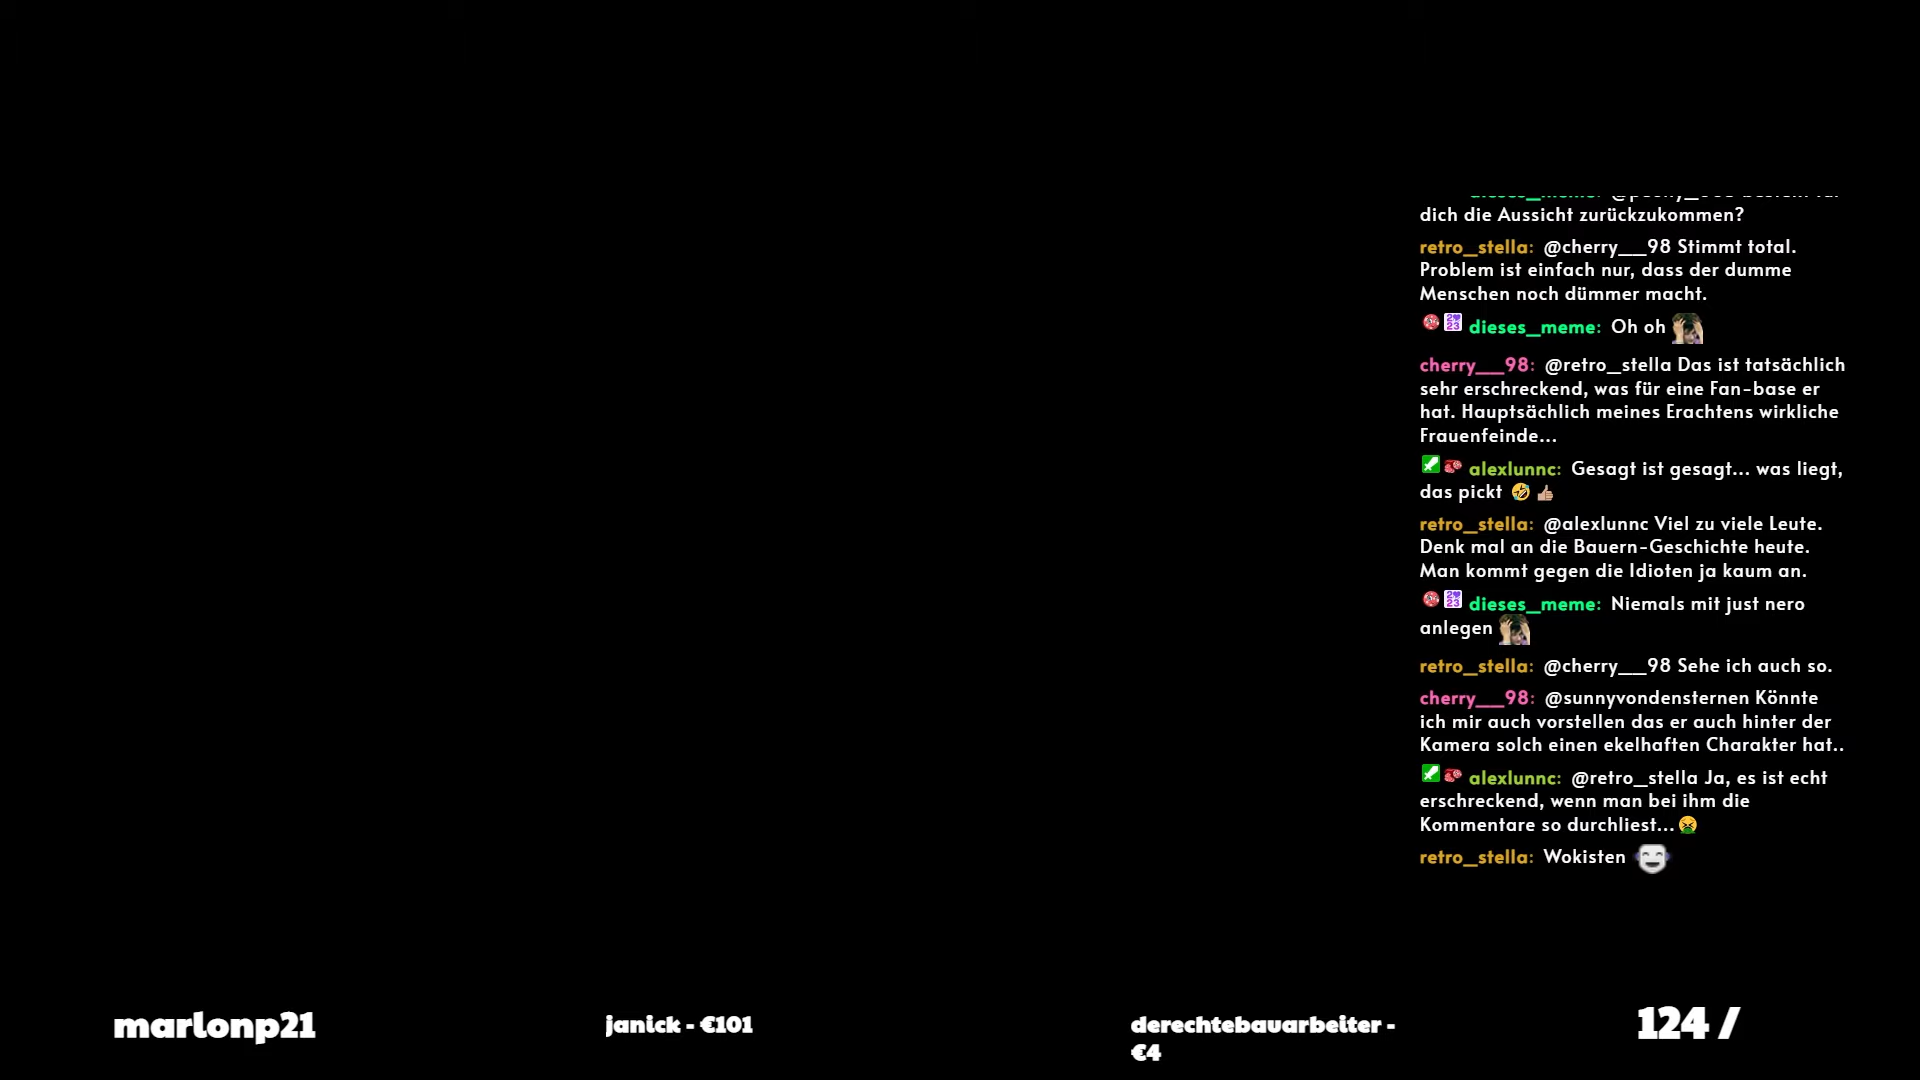 dich die Aussicht zurückzukommen?
retro_stella: @cherry__98 Stimmt total.
Problem ist einfach nur, dass der dumme
Menschen noch dümmer macht.
dieses_meme: Oh oh
cherry__98: @retro_stella Das ist tatsächlich
sehr erschreckend, was für eine Fan-base er
hat. Hauptsächlich meines Erachtens wirkliche
Frauenfeinde...
alexlunnc: Gesagt ist gesagt... was liegt,
das pickt 🤣👍🏼
retro_stella: @alexlunnc Viel zu viele Leute.
Denk mal an die Bauern-Geschichte heute.
Man kommt gegen die Idioten ja kaum an.
dieses_meme: Niemals mit just nero
anlegen
retro_stella: @cherry__98 Sehe ich auch so.
cherry__98: @sunnyvondensternen Könnte
ich mir auch vorstellen das er auch hinter der
Kamera solch einen ekelhaften Charakter hat..
alexlunnc: @retro_stella Ja, es ist echt
erschreckend, wenn man bei ihm die
Kommentare so durchliest...🤮
retro_stella: Wokisten
marlonp21
janick - €101
derechtebauarbeiter -
€4
124 /